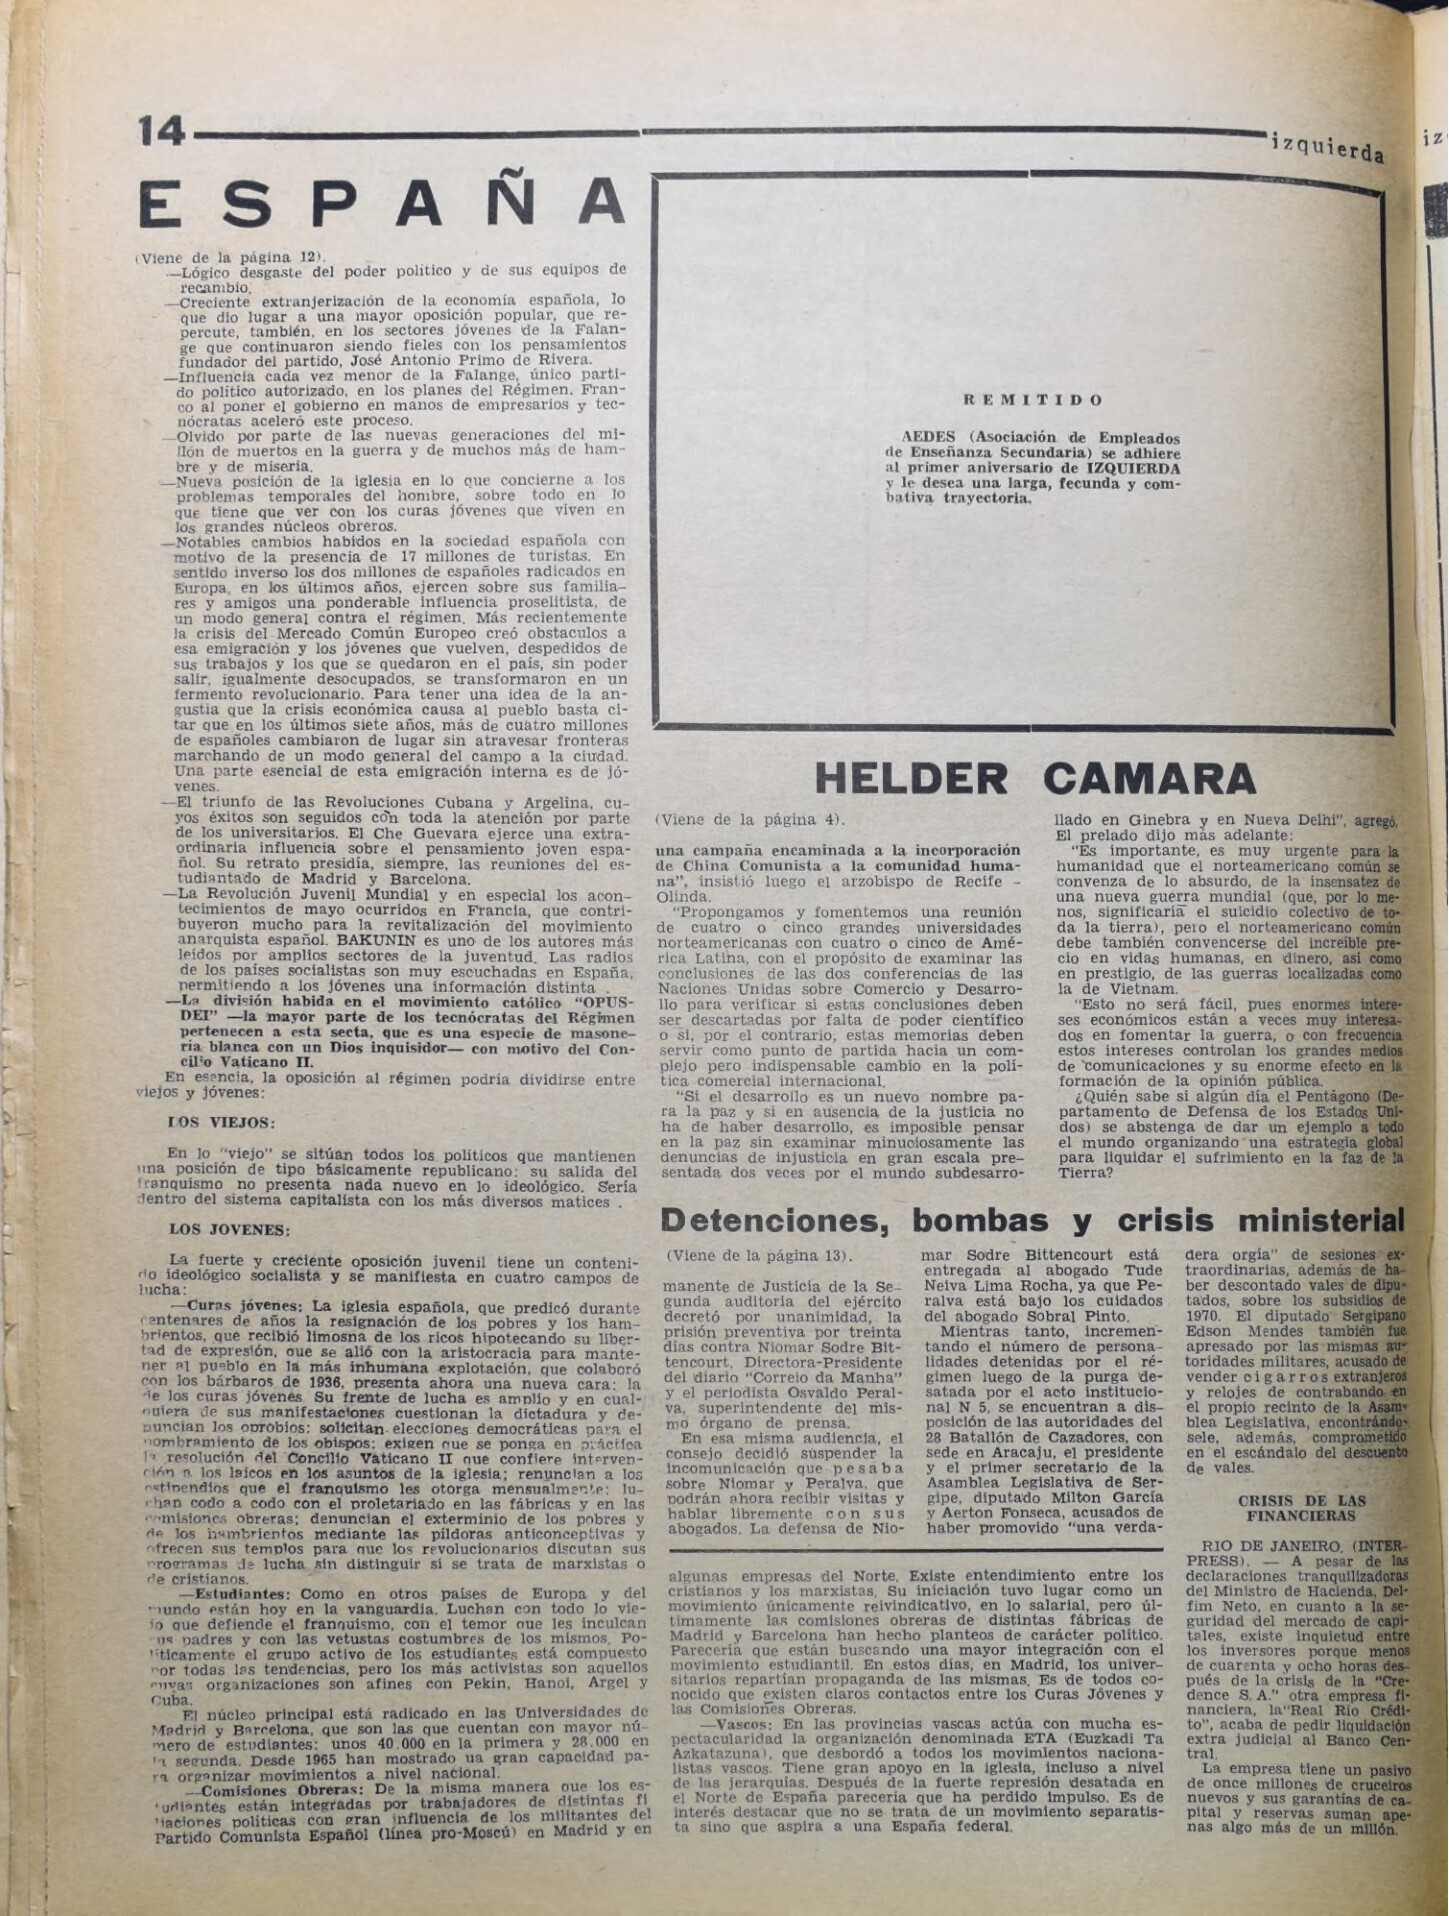 14
izquierda
ESPAÑA
(Viene de la página 12).
—Lógico desgaste del poder político y de sus equipos de
recambio.
—Creciente extranjerización de la economía española, lo
que dio lugar a una mayor oposición popular, que re-
percute, también, en los sectores jóvenes de la Falan-
ge que continuaron siendo fieles con los pensamientos
fundador del partido, José Antonio Primo de Rivera.
—Influencia cada vez menor de la Falange, único parti-
do político autorizado, en los planes del Régimen. Fran-
co al poner el gobierno en manos de empresarios y tec-
nócratas aceleró este proceso.
—Olvido por parte de las nuevas generaciones del mi-
llón de muertos en la guerra y de muchos más de ham-
bre y de miseria.
—Nueva posición de la iglesia en lo que concierne a los
problemas temporales del hombre, sobre todo en lo
que tiene que ver con los curas jóvenes que viven en
los grandes núcleos obreros.
—Notables cambios habidos en la sociedad española con
motivo de la presencia de 17 millones de turistas. En
sentido inverso los dos millones de españoles radicados en
Europa, en los últimos años, ejercen sobre sus familia-
res y amigos una ponderable influencia proselitista, de
un modo general contra el régimen. Más recientemente
la crisis del Mercado Común Europeo creó obstaculos a
esa emigración y los jóvenes que vuelven, despedidos de
sus trabajos y los que se quedaron en el país, sin poder
salir, igualmente desocupados, se transformaron en un
fermento revolucionario. Para tener una idea de la an-
gustia que la crisis económica causa al pueblo basta ci-
tar que en los últimos siete años, más de cuatro millones
de españoles cambiaron de lugar sin atravesar fronteras
marchando de un modo general del campo a la ciudad.
Una parte esencial de esta emigración interna es de jó-
venes.
—El triunfo de las Revoluciones Cubana y Argelina, cu-
yos éxitos son seguidos con toda la atención por parte
de los universitarios. El Che Guevara ejerce una extra-
ordinaria influencia sobre el pensamiento joven espa-
ñol. Su retrato presidía, siempre, las reuniones del es-
tudiantado de Madrid y Barcelona.
—La Revolución Juvenil Mundial y en especial los acon-
tecimientos de mayo ocurridos en Francia, que contri-
buyeron mucho para la revitalización del movimiento
anarquista español. BAKUNIN es uno de los autores más
leídos por amplios sectores de la juventud. Las radios
de los países socialistas son muy escuchadas en España,
permitiendo a los jóvenes una información distinta .
—La división habida en el movimiento católico "OPUS-
DEI" —la mayor parte de los tecnócratas del Régimen
pertenecen a esta secta, que es una especie de masone-
ría blanca con un Dios inquisidor— con motivo del Con-
cilio Vaticano II.
En esencia, la oposición al régimen podría dividirse entre
viejos y jóvenes:
LOS VIEJOS:
En lo "viejo" se sitúan todos los políticos que mantienen
una posición de tipo básicamente republicano; su salida del
franquismo no presenta nada nuevo en lo ideológico. Sería
dentro del sistema capitalista con los más diversos matices .
LOS JOVENES:
La fuerte y creciente oposición juvenil tiene un conteni-
do ideológico socialista y se manifiesta en cuatro campos de
lucha:
—Curas jóvenes: La iglesia española, que predicó durante
centenares de años la resignación de los pobres y los ham-
brientos, que recibió limosna de los ricos hipotecando su liber-
tad de expresión, que se alió con la aristocracia para mante-
ner al pueblo en la más inhumana explotación, que colaboró
con los bárbaros de 1936, presenta ahora una nueva cara: la
de los curas jóvenes. Su frente de lucha es amplio y en cual-
quiera de sus manifestaciones cuestionan la dictadura y de-
nuncian los oprobios; solicitan elecciones democráticas para el
nombramiento de los obispos; exigen que se ponga en práctica
la resolución del Concilio Vaticano II que confiere interven-
ción a los laicos en los asuntos de la iglesia; renuncian a los
estipendios que el franquismo les otorga mensualmente; lu-
chan codo a codo con el proletariado en las fábricas y en las
comisiones obreras; denuncian el exterminio de los pobres y
de los hambrientos mediante las píldoras anticonceptivas y
ofrecen sus templos para que los revolucionarios discutan sus
programas de lucha sin distinguir si se trata de marxistas o
de cristianos.
—Estudiantes: Como en otros países de Europa y del
mundo están hoy en la vanguardia. Luchan con todo lo vie-
jo que defiende el franquismo, con el temor que les inculcan
sus padres y con las vetustas costumbres de los mismos. Po-
líticamente el grupo activo de los estudiantes está compuesto
por todas las tendencias, pero los más activistas son aquellos
cuyas organizaciones son afines con Pekin, Hanoi, Argel y
Cuba.
El núcleo principal está radicado en las Universidades de
Madrid y Barcelona, que son las que cuentan con mayor nú-
mero de estudiantes: unos 40.000 en la primera y 28.000 en
la segunda. Desde 1965 han mostrado ua gran capacidad pa-
ra organizar movimientos a nivel nacional.
—Comisiones Obreras: De la misma manera que los es-
tudiantes están integradas por trabajadores de distintas fi
liaciones políticas con gran influencia de los militantes del
Partido Comunista Español (línea pro-Moscú) en Madrid y en
REMITIDO
AEDES (Asociación de Empleados
de Enseñanza Secundaria) se adhiere
al primer aniversario de IZQUIERDA
y le desea una larga, fecunda y com-
bativa trayectoria.
HELDER CAMARA
(Viene de la página 4).
una campaña encaminada a la incorporación
de China Comunista a la comunidad huma-
na", insistió luego el arzobispo de Recife -
Olinda.
"Propongamos y fomentemos una reunión
de cuatro o cinco grandes universidades
norteamericanas con cuatro o cinco de Amé-
rica Latina, con el propósito de examinar las
conclusiones de las dos conferencias de las
Naciones Unidas sobre Comercio y Desarro-
llo para verificar si estas conclusiones deben
ser descartadas por falta de poder científico
o si, por el contrario, estas memorias deben
servir como punto de partida hacia un com-
plejo pero indispensable cambio en la polí-
tica comercial internacional.
"Si el desarrollo es un nuevo nombre pa-
ra la paz y si en ausencia de la justicia no
ha de haber desarrollo, es imposible pensar
en la paz sin examinar minuciosamente las
denuncias de injusticia en gran escala pre-
sentada dos veces por el mundo subdesarro-
llado en Ginebra y en Nueva Delhi", agregó.
El prelado dijo más adelante:
"Es importante, es muy urgente para la
humanidad que el norteamericano común se
convenza de lo absurdo, de la insensatez de
una nueva guerra mundial (que, por lo me-
nos, significaría el suicidio colectivo de to-
da la tierra), pero el norteamericano común
debe también convencerse del increíble pre-
cio en vidas humanas, en dinero, así como
en prestigio, de las guerras localizadas como
la de Vietnam.
"Esto no será fácil, pues enormes intere-
ses económicos están a veces muy interesa-
dos en fomentar la guerra, o con frecuencia
estos intereses controlan los grandes medios
de comunicaciones y su enorme efecto en la
formación de la opinión pública.
¿Quién sabe si algún día el Pentágono (De-
partamento de Defensa de los Estados Uni-
dos) se abstenga de dar un ejemplo a todo
el mundo organizando una estrategia global
para liquidar el sufrimiento en la faz de la
Tierra?
Detenciones, bombas y crisis ministerial
(Viene de la página 13).
manente de Justicia de la Se-
gunda auditoría del ejército
decretó por unanimidad, la
prisión preventiva por treinta
días contra Niomar Sodre Bit-
tencourt, Directora-Presidente
del diario "Correio da Manha"
y el periodista Osvaldo Peral-
va, superintendente del mis-
mo órgano de prensa.
En esa misma audiencia, el
consejo decidió suspender la
incomunicación que pesaba
sobre Niomar y Peralva, que
podrán ahora recibir visitas y
hablar libremente con sus
abogados. La defensa de Nio-
mar Sodre Bittencourt está
entregada al abogado Tude
Neiva Lima Rocha, ya que Pe-
ralva está bajo los cuidados
del abogado Sobral Pinto.
Mientras tanto, incremen-
tando el número de persona-
lidades detenidas por el ré-
gimen luego de la purga de-
satada por el acto institucio-
nal N 5, se encuentran a dis-
posición de las autoridades del
28 Batallón de Cazadores, con
sede en Aracaju, el presidente
y el primer secretario de la
Asamblea Legislativa de Ser-
gipe, diputado Milton García
y Aerton Fonseca, acusados de
haber promovido "una verda-
dera orgía" de sesiones ex-
traordinarias, además de ha-
ber descontado vales de dipu-
tados, sobre los subsidios de
1970. El diputado Sergipano
Edson Mendes también fue
apresado por las mismas au-
toridades militares, acusado de
vender cigarros extranjeros
y relojes de contrabando en
el propio recinto de la Asam-
blea Legislativa, encontrándo-
sele, además, comprometido
en el escándalo del descuento
de vales.
CRISIS DE LAS
FINANCIERAS
RIO DE JANEIRO. (INTER-
PRESS). — A pesar de las
declaraciones tranquilizadoras
del Ministro de Hacienda, Del-
fim Neto, en cuanto a la se-
guridad del mercado de capi-
tales, existe inquietud entre
los inversores porque menos
de cuarenta y ocho horas des-
pués de la crisis de la "Cre-
dence S. A." otra empresa fi-
nanciera, la"Real Rio Crédi-
to", acaba de pedir liquidación
extra judicial al Banco Cen-
tral.
La empresa tiene un pasivo
de once millones de cruceiros
nuevos y sus garantías de ca-
pital y reservas suman ape-
nas algo más de un millón.
algunas empresas del Norte. Existe entendimiento entre los
cristianos y los marxistas. Su iniciación tuvo lugar como un
movimiento únicamente reivindicativo, en lo salarial, pero úl-
timamente las comisiones obreras de distintas fábricas de
Madrid y Barcelona han hecho planteos de carácter político.
Parecería que están buscando una mayor integración con el
movimiento estudiantil. En estos días, en Madrid, los univer-
sitarios repartían propaganda de las mismas. Es de todos co-
nocido que existen claros contactos entre los Curas Jóvenes y
las Comisiones Obreras.
—Vascos: En las provincias vascas actúa con mucha es-
pectacularidad la organización denominada ETA (Euzkadi Ta
Azkatazuna), que desbordó a todos los movimientos naciona-
listas vascos. Tiene gran apoyo en la iglesia, incluso a nivel
de las jerarquías. Después de la fuerte represión desatada en
el Norte de España parecería que ha perdido impulso. Es de
interés destacar que no se trata de un movimiento separatis-
ta sino que aspira a una España federal.